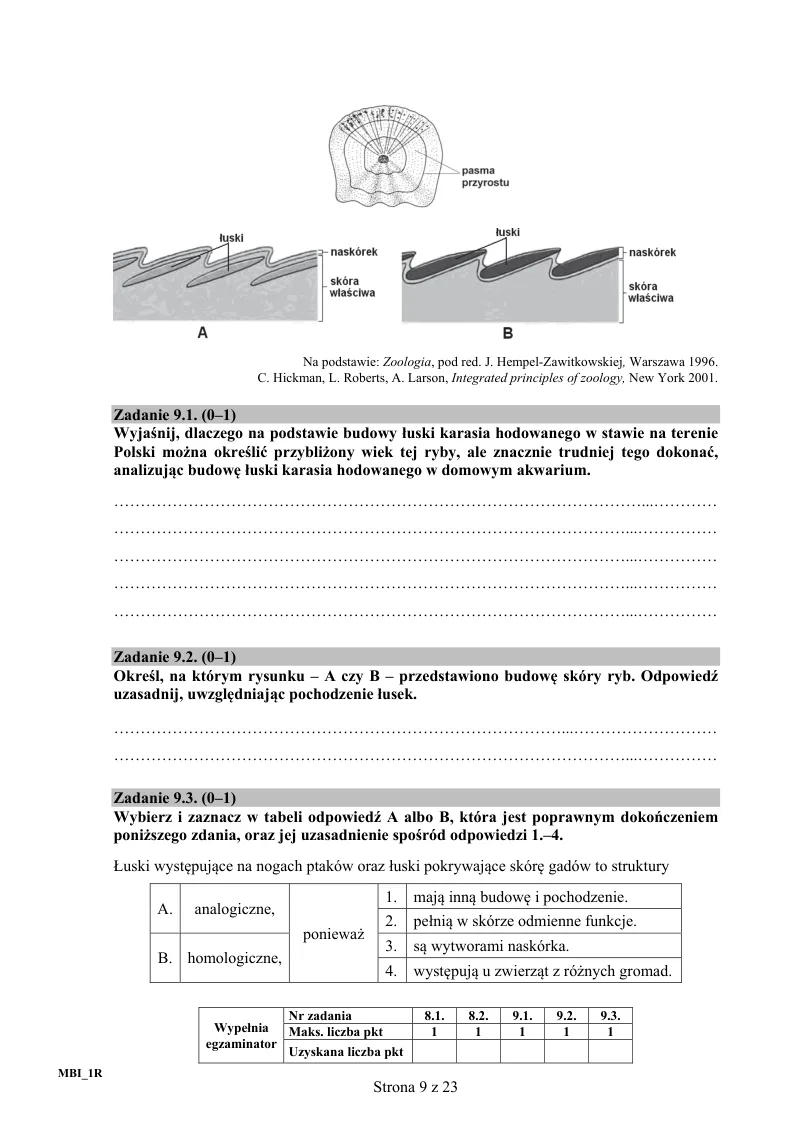 pasma
przyrostu
łuski
naskórek
skóra
właściwa
A
łuski
naskórek
skóra
właściwa
B
Na podstawie: Zoologia, pod red. J. Hempel-Zawitkowskiej, Warszawa 1996.
C. Hickman, L. Roberts, A. Larson, Integrated principles of zoology, New York 2001.
Zadanie 9.1. (0–1)
Wyjaśnij, dlaczego na podstawie budowy łuski karasia hodowanego w stawie na terenie
Polski można określić przybliżony wiek tej ryby, ale znacznie trudniej tego dokonać,
analizując budowę łuski karasia hodowanego w domowym akwarium.
Zadanie 9.2. (0–1)
Określ, na którym rysunku – A czy B – przedstawiono budowę skóry ryb. Odpowiedź
uzasadnij, uwzględniając pochodzenie łusek.
Zadanie 9.3. (0–1)
Wybierz i zaznacz w tabeli odpowiedź A albo B, która jest poprawnym dokończeniem
poniższego zdania, oraz jej uzasadnienie spośród odpowiedzi 1.–4.
Łuski występujące na nogach ptaków oraz łuski pokrywające skórę gadów to struktury
A. analogiczne,
B. homologiczne,
ponieważ
1. mają inną budowę i pochodzenie.
2. pełnią w skórze odmienne funkcje.
3. są wytworami naskórka.
4. występują u zwierząt z różnych gromad.
Wypełnia
egzaminator
Nr zadania 8.1. 8.2. 9.1. 9.2. 9.3.
Maks. liczba pkt 1 1 1 1 1
Uzyskana liczba pkt
MBI_1R
Strona 9 z 23